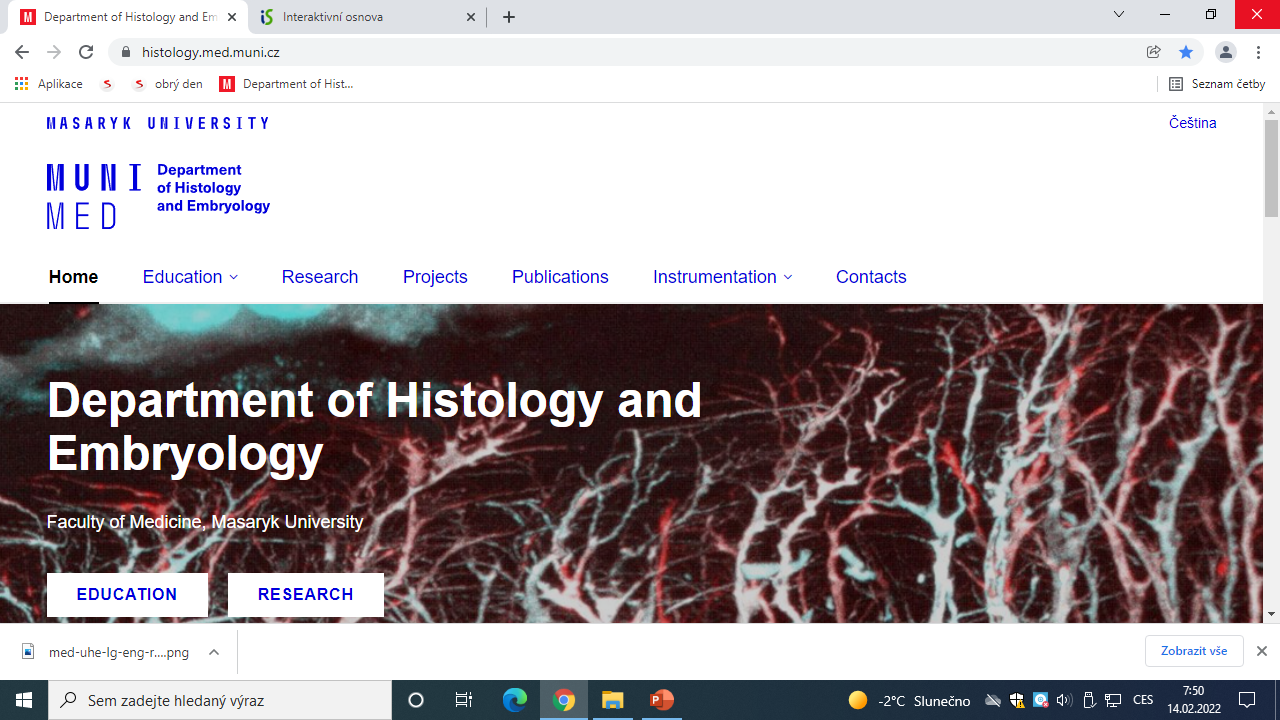 Department of Histology and Em
Interaktivní osnova
histology.med.muni.cz
Aplikace
obrý den
Department of Hist...
Seznam četby
MASARYK UNIVERSITY
Čeština
MUNI
MED
Department
of Histology
and Embryology
Home
Education
Research
Projects
Publications
Instrumentation
Contacts
Department of Histology and
Embryology
Faculty of Medicine, Masaryk University
EDUCATION
RESEARCH
med-uhe-lg-eng-r....png
Zobrazit vše
Sem zadejte hledaný výraz
-2°C Slunečno
CES
7:50
14.02.2022